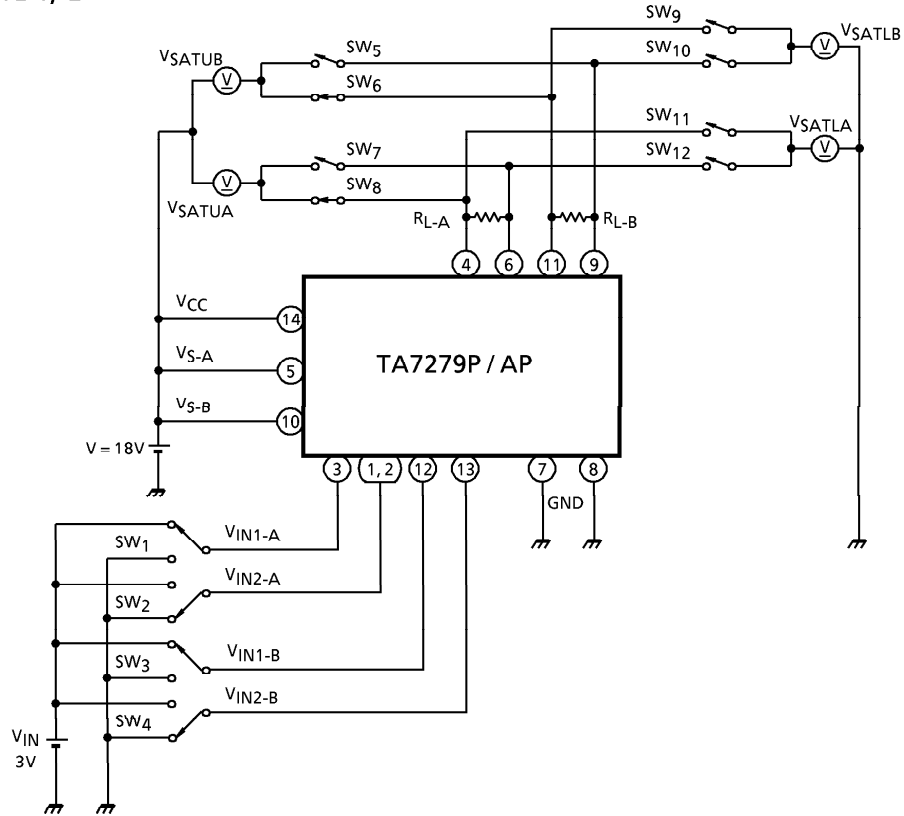 SW9
VSATLB
V
SW10
VSATUB
V
SW5
SW6
SW11
VSATLA
V
SW12
SW7
V
SW8
VSATUA
RL-A
RL-B
4
6
11
9
VCC
14
TA7279P / AP
VS-A
5
VS-B
10
V = 18V
3
1, 2
12
13
7
8
GND
VIN1-A
SW1
VIN2-A
SW2
VIN1-B
SW3
VIN2-B
SW4
VIN
3V